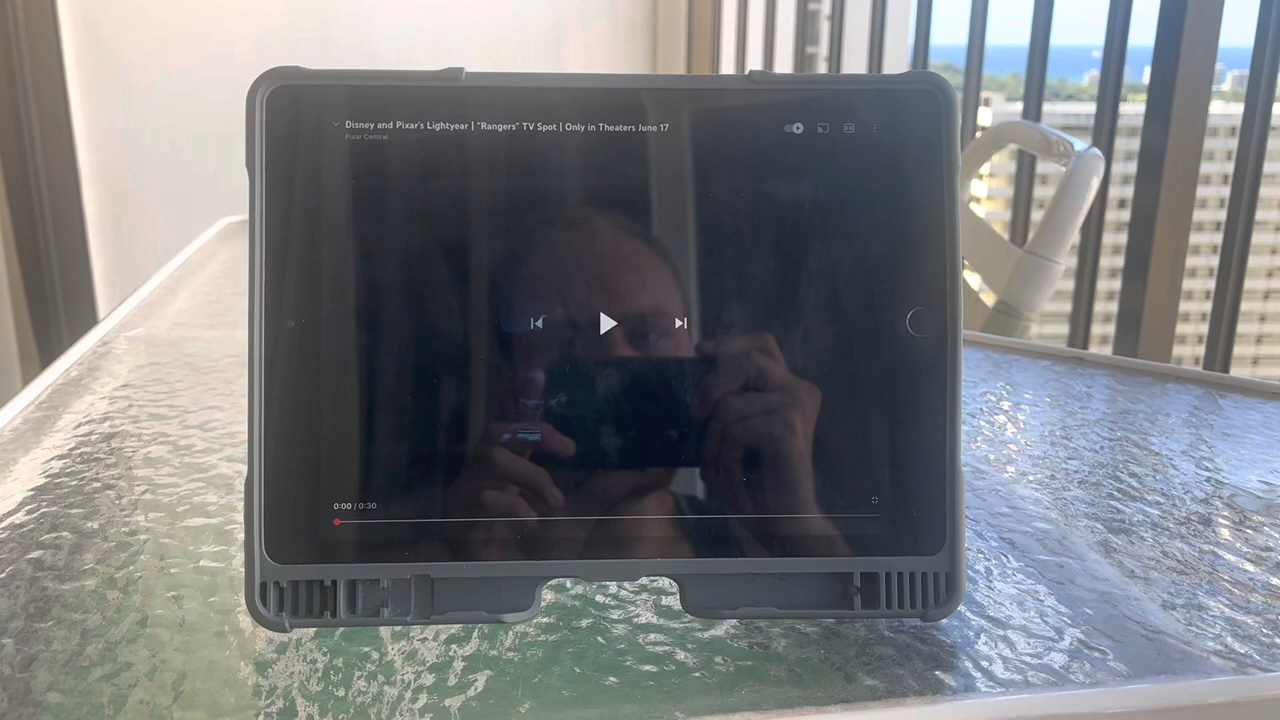 Disney and Pixar's Lightyear | "Rangers" TV Spot | Only in Theaters June 17
Pixar Central
0:00 / 0:30